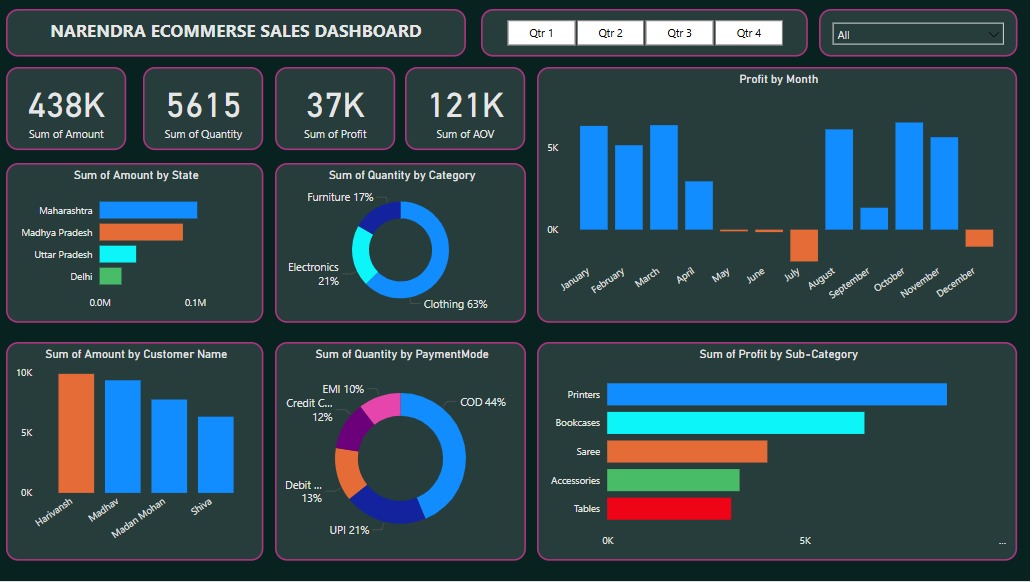 NARENDRA ECOMMERSE SALES DASHBOARD
Qtr 1
Qtr 2
Qtr 3
Qtr 4
All
438K
Sum of Amount
5615
Sum of Quantity
37K
Sum of Profit
121K
Sum of AOV
Profit by Month
5K
0K
January
February
March
April
May
June
July
August
September
October
November
December
Sum of Amount by State
Maharashtra
Madhya Pradesh
Uttar Pradesh
Delhi
0.0M
0.1M
Sum of Quantity by Category
Furniture 17%
Electronics
21%
Clothing 63%
Sum of Amount by Customer Name
10K
5K
0K
Harivansh
Madhav
Madan Mohan
Shiva
Sum of Quantity by PaymentMode
EMI 10%
Credit C...
12%
COD 44%
Debit ...
13%
UPI 21%
Sum of Profit by Sub-Category
Printers
Bookcases
Saree
Accessories
Tables
0K
5K
...